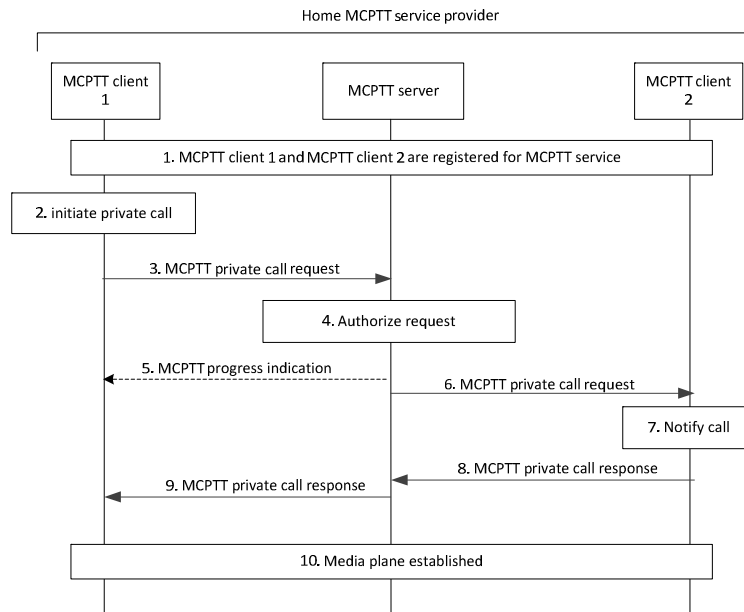 Home MCPTT service provider
MCPTT client
1
MCPTT server
MCPTT client
2
1. MCPTT client 1 and MCPTT client 2 are registered for MCPTT service
2. initiate private call
3. MCPTT private call request
4. Authorize request
5. MCPTT progress indication
6. MCPTT private call request
7. Notify call
8. MCPTT private call response
9. MCPTT private call response
10. Media plane established